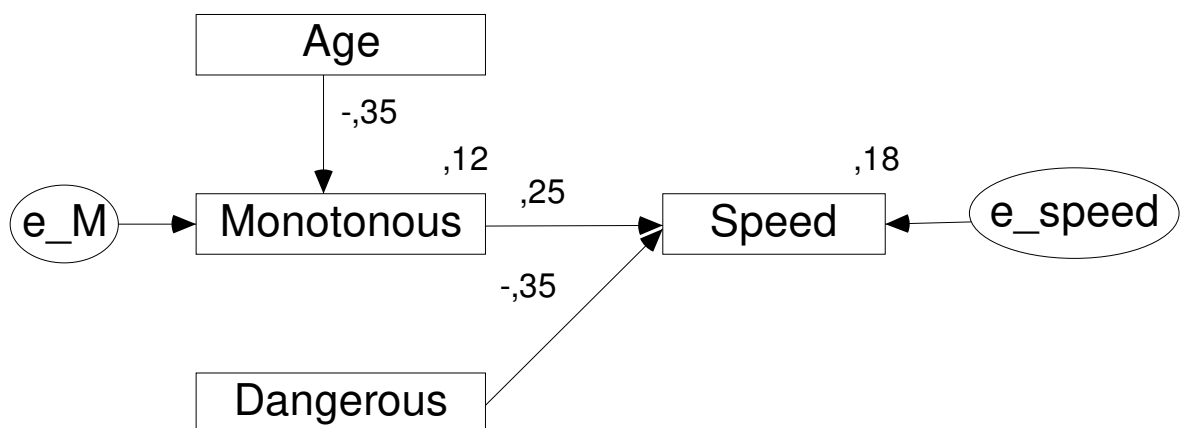 Age
-,35
,12
,18
e_M
Monotonous
,25
Speed
e_speed
-,35
Dangerous